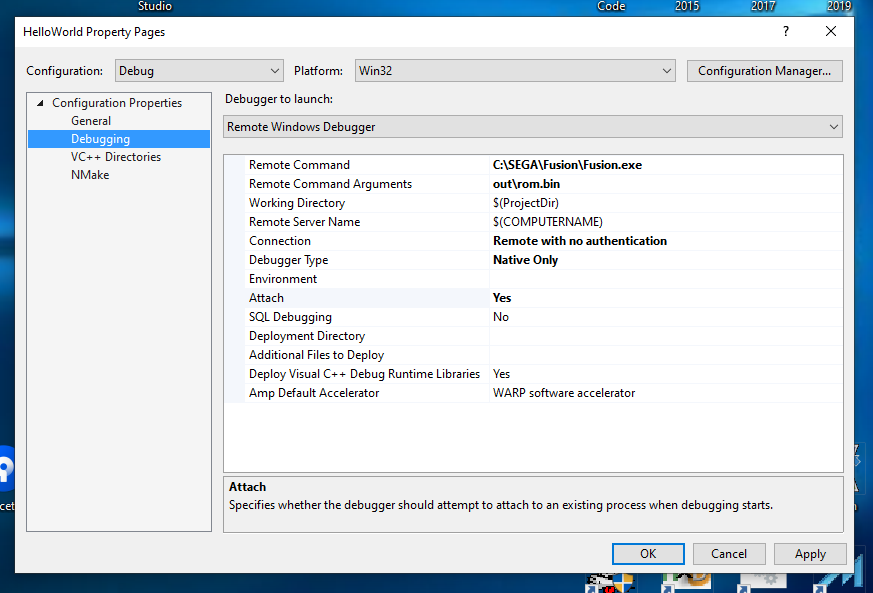 Studio
Code
2015
2017
2019
HelloWorld Property Pages
?
Configuration: Debug Platform: Win32 Configuration Manager...
Configuration Properties
General
Debugging
VC++ Directories
NMake
Debugger to launch:
Remote Windows Debugger
Remote Command C:\SEGA\Fusion\Fusion.exe
Remote Command Arguments out\rom.bin
Working Directory $(ProjectDir)
Remote Server Name $(COMPUTERNAME)
Connection Remote with no authentication
Debugger Type Native Only
Environment
Attach Yes
SQL Debugging No
Deployment Directory
Additional Files to Deploy
Deploy Visual C++ Debug Runtime Libraries Yes
Amp Default Accelerator WARP software accelerator
Attach
Specifies whether the debugger should attempt to attach to an existing process when debugging starts.
OK Cancel Apply